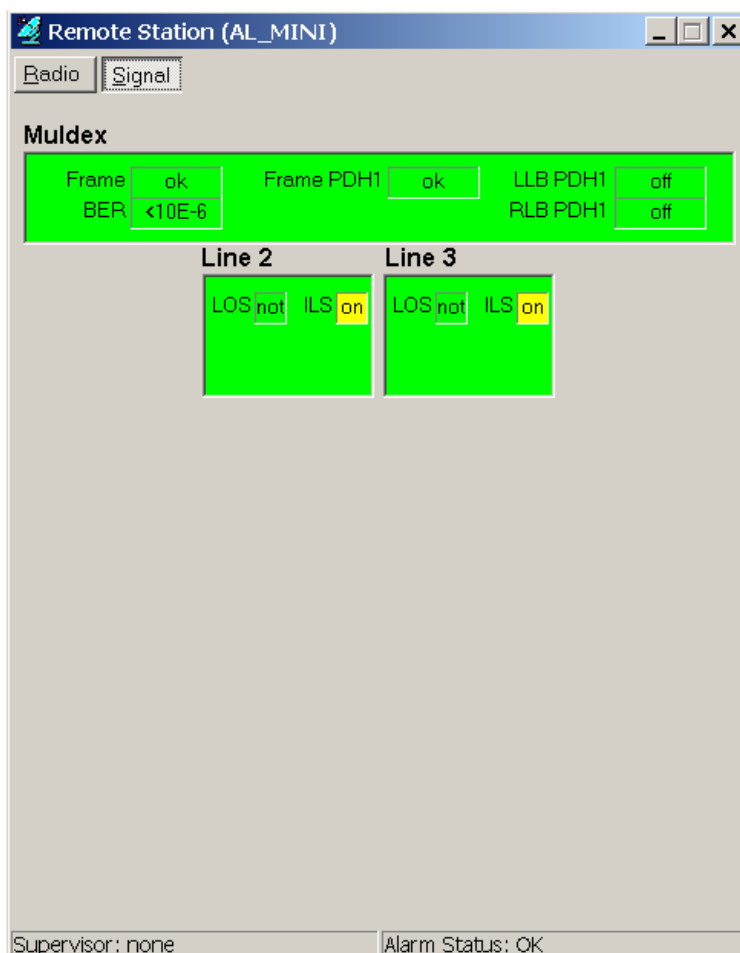 Remote Station (AL_MINI)
Radio Signal
Muldex
Frame ok Frame PDH1 ok LLB PDH1 off
BER <10E-6 RLB PDH1 off
Line 2 Line 3
LOS not ILS on LOS not ILS on
Supervisor: none Alarm Status: OK